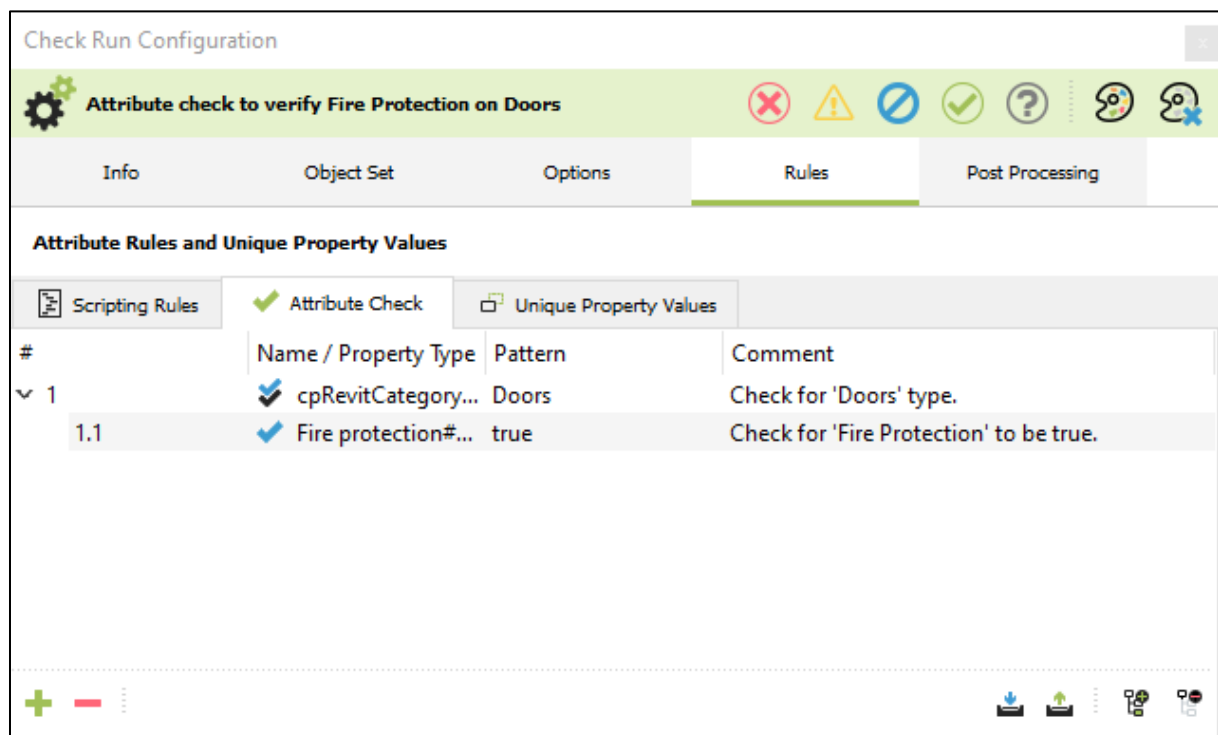 Check Run Configuration
x
Attribute check to verify Fire Protection on Doors
Info Object Set Options Rules Post Processing
Attribute Rules and Unique Property Values
Scripting Rules Attribute Check Unique Property Values
# Name / Property Type Pattern Comment
1 cpRevitCategory... Doors Check for 'Doors' type.
1.1 Fire protection#... true Check for 'Fire Protection' to be true.